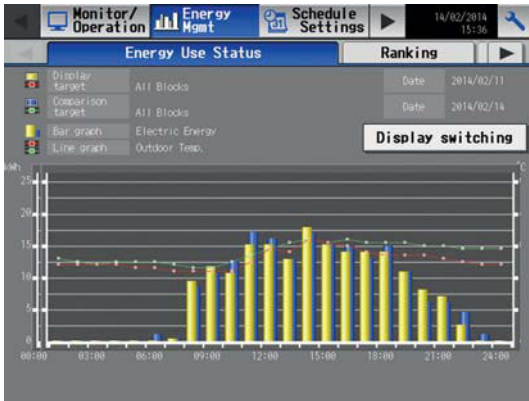 Monitor/ Operation
Energy Mgmt
Schedule Settings
14/02/2014
15:36
Energy Use Status
Ranking
Display target
All Blocks
Date 2014/02/11
Comparison target
All Blocks
Date 2014/02/14
Bar graph
Electric Energy
Line graph
Outdoor Temp.
Display switching
kWh
°C
25
20
15
10
5
0
00:00 03:00 06:00 09:00 12:00 15:00 18:00 21:00 24:00